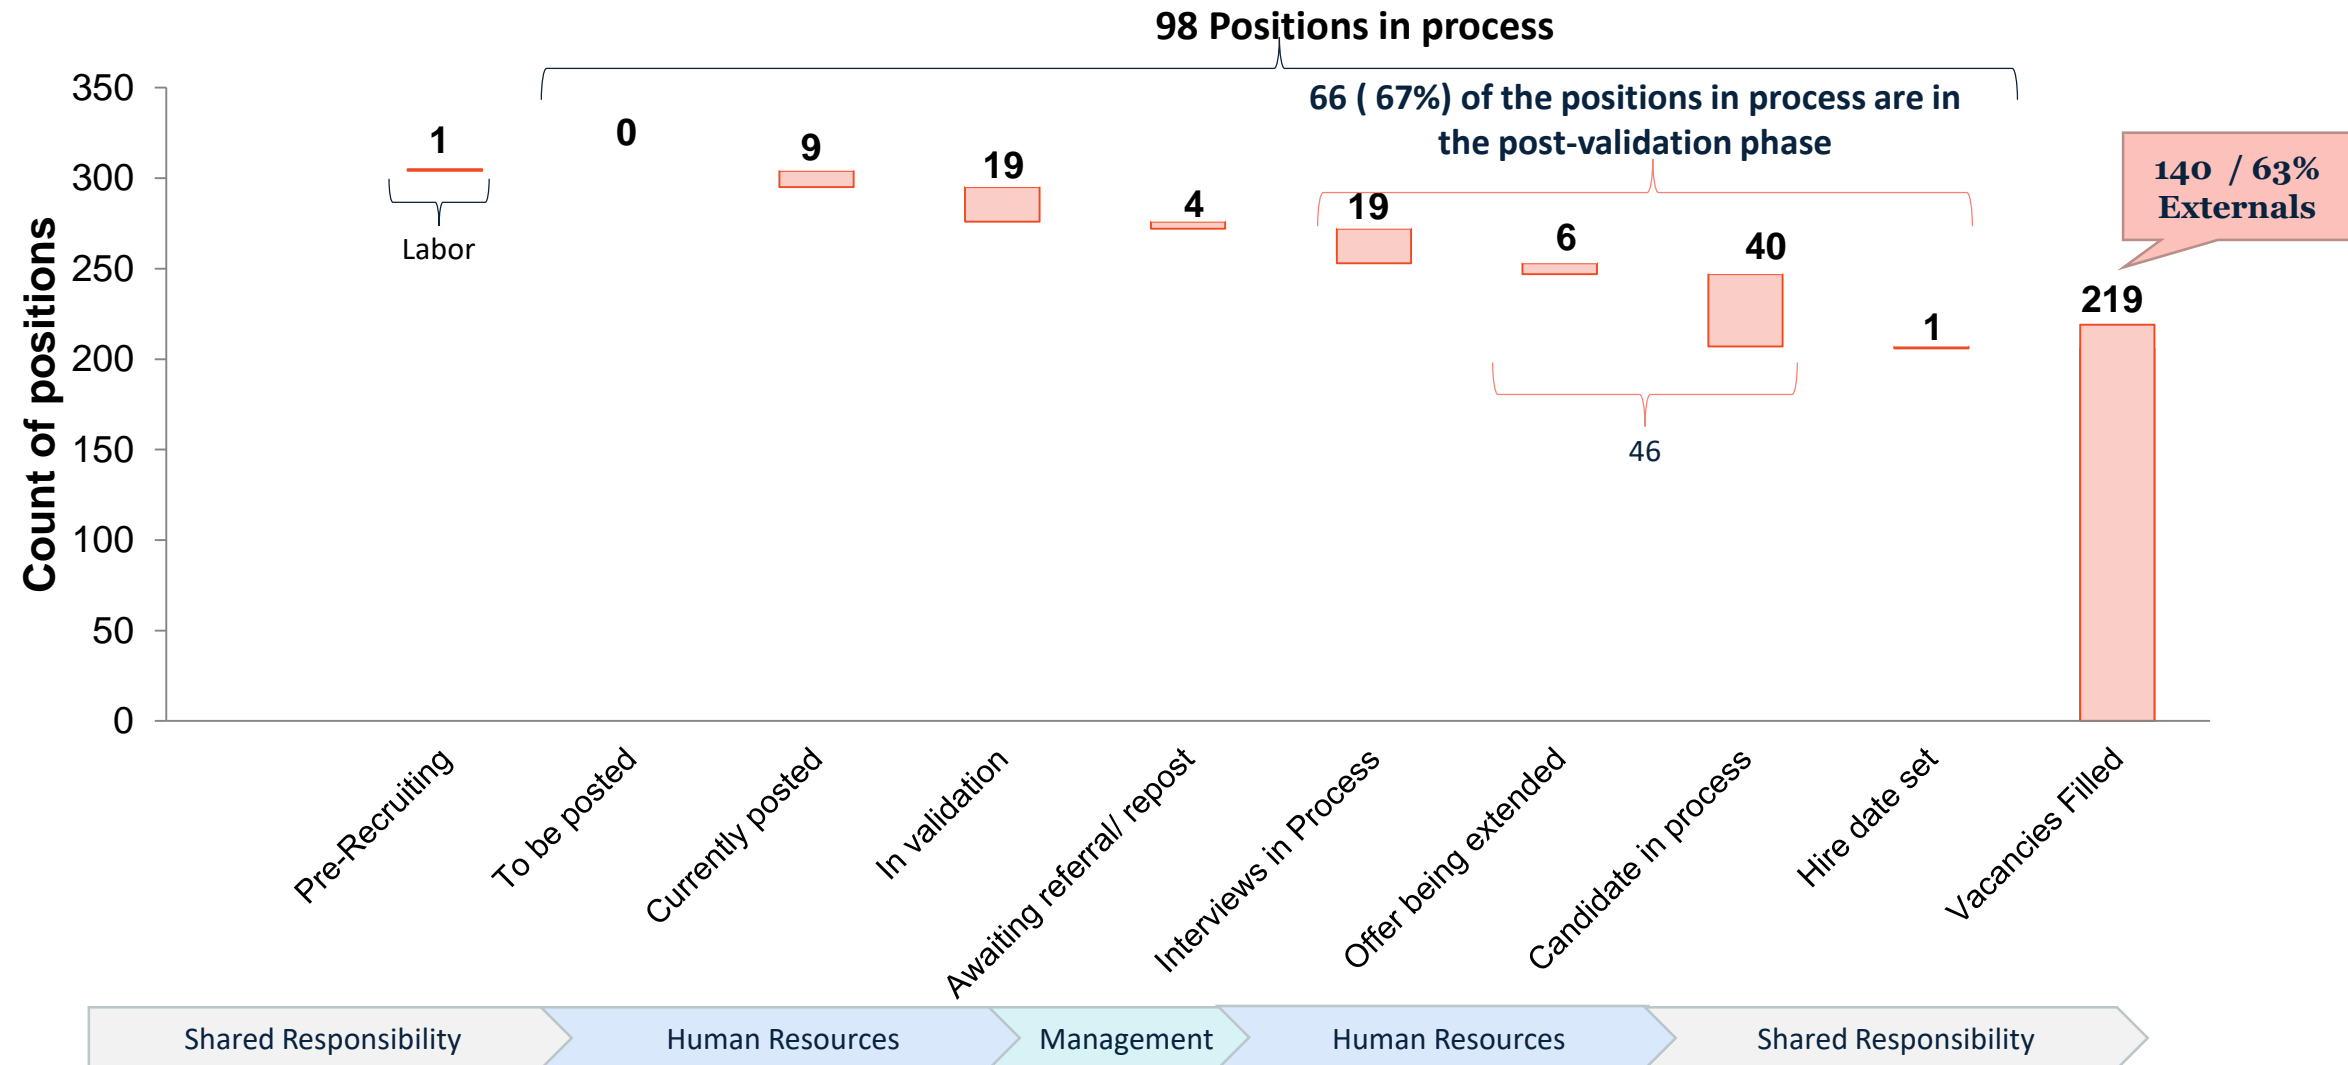 98 Positions in process
66 ( 67%) of the positions in process are in
the post-validation phase
140 / 63%
Externals
Count of positions
350
300
250
200
150
100
50
0
1
0
9
19
4
19
6
40
1
219
Labor
46
Pre-Recruiting
To be posted
Currently posted
In validation
Awaiting referral/ repost
Interviews in Process
Offer being extended
Candidate in process
Hire date set
Vacancies Filled
Shared Responsibility
Human Resources
Management
Human Resources
Shared Responsibility